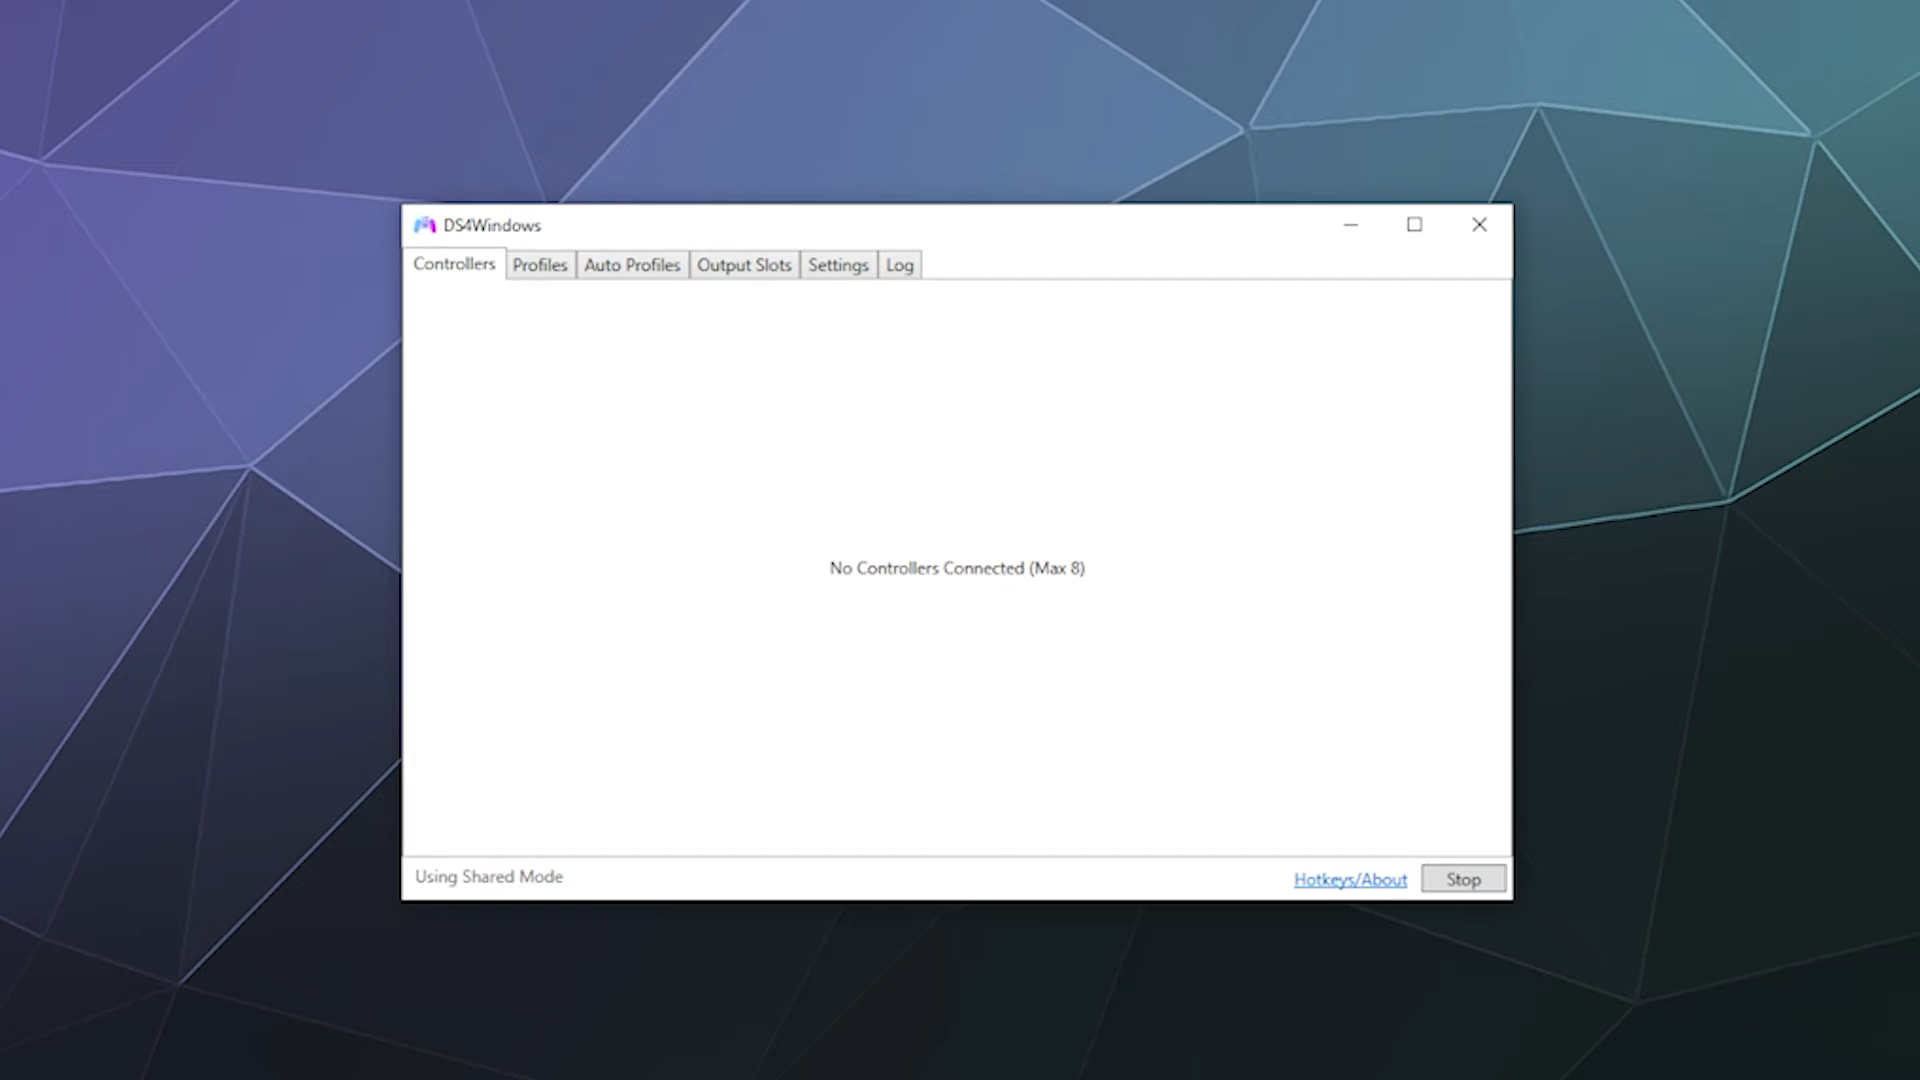 DS4Windows
Controllers Profiles Auto Profiles Output Slots Settings Log
No Controllers Connected (Max 8)
Using Shared Mode Hotkeys/About Stop